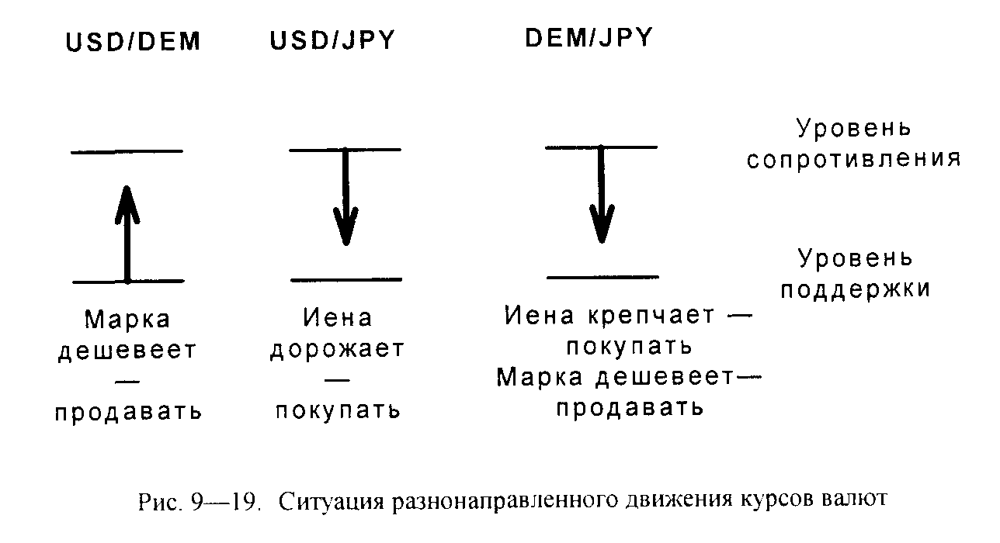 USD/DEM USD/JPY DEM/JPY
Уровень
сопротивления
Уровень
поддержки
Марка
дешевеет
—
продавать
Иена
дорожает
—
покупать
Иена крепчает —
покупать
Марка дешевеет—
продавать
Рис. 9—19. Ситуация разнонаправленного движения курсов валют